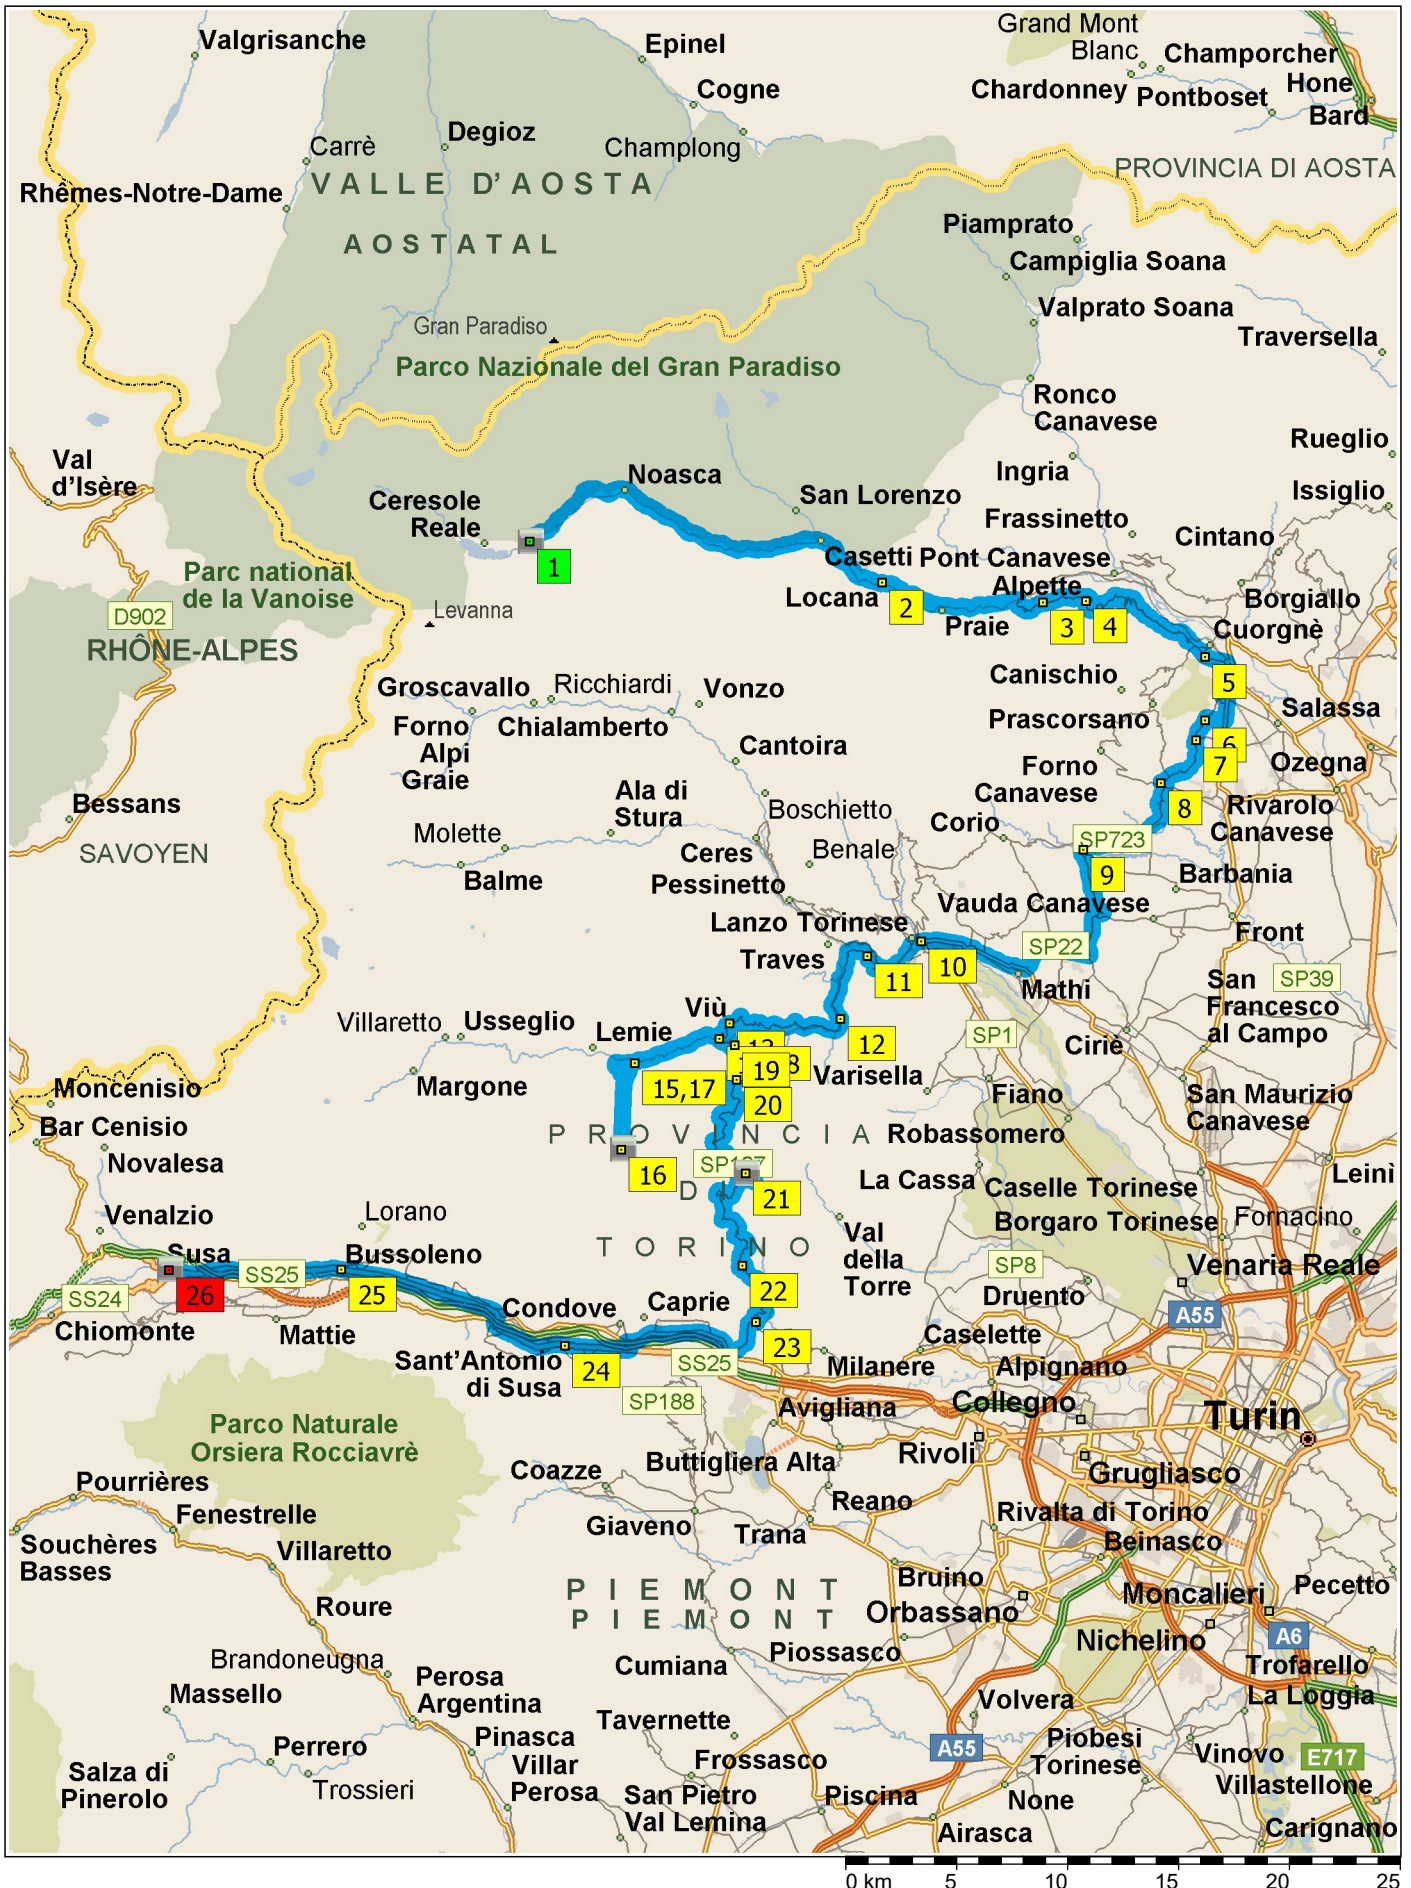 Grand Mont
Blanc
Valgrisanche
Epinel
Champorcher
Cogne
Chardonney
Pontboset
Hone
Bard
Degioz
Carrè
Champlong
PROVINCIA DI AOSTA
Rhêmes-Notre-Dame
VALLE D'AOSTA
AOSTATAL
Piamprato
Campiglia Soana
Valprato Soana
Gran Paradiso
Traversella
Parco Nazionale del Gran Paradiso
Ronco
Canavese
Rueglio
Val
d'Isère
Noasca
Ingria
Ceresole
Reale
San Lorenzo
Issiglio
Frassinetto
Cintano
1
Casetti
Pont Canavese
Parc national
de la Vanoise
Alpette
Locana
2
Borgiallo
D902
Levanna
Praie
3
4
Cuorgnè
RHÔNE-ALPES
Canischio
5
Groscavallo
Ricchiardi
Vonzo
Prascorsano
Salassa
Forno
Alpi
Graie
Chialamberto
Cantoira
6
7
Forno
Canavese
Ozegna
Bessans
Ala di
Stura
Boschietto
8
Rivarolo
Canavese
Molette
Corio
SP723
SAVOYEN
Ceres
Benale
Balme
Pessinetto
9
Barbania
Vauda Canavese
Lanzo Torinese
Front
Traves
10
SP22
11
Mathi
San
Francesco
al Campo
SP39
Viù
Villaretto
Usseglio
Lemie
12
SP1
Ciriè
19
Moncenisio
Margone
15,17
Varisella
20
Fiano
San Maurizio
Canavese
Bar Cenisio
PROVINCIA
Robassomero
Novalesa
16
La Cassa
Caselle Torinese
Leinì
DI
21
Venalzio
Lorano
Borgaro Torinese
Fornacino
Val
della
Torre
TORINO
Susa
SS25
Bussoleno
SP8
Venaria Reale
26
25
22
SS24
Druento
A55
Chiomonte
Mattie
Condove
Caprie
23
Caselette
Sant'Antonio
di Susa
24
SS25
Milanere
Alpignano
SP188
Avigliana
Collegno
Turin
Parco Naturale
Orsiera Rocciavrè
Rivoli
Coazze
Buttigliera Alta
Grugliasco
Pourrières
Reano
Fenestrelle
Giaveno
Trana
Rivalta di Torino
Souchères
Basses
Villaretto
Beinasco
PIEMONT
PIEMONT
Bruino
Moncalieri
Pecetto
Roure
Orbassano
Nichelino
A6
Brandoneugna
Cumiana
Piossasco
Trofarello
Perosa
Argentina
Massello
Volvera
La Loggia
Tavernette
Pinasca
Perrero
Frossasco
A55
Piobesi
Torinese
Vinovo
E717
Salza di
Pinerolo
Trossieri
Villar
Perosa
San Pietro
Val Lemina
Piscina
None
Villastellone
Airasca
Carignano
0 km 5 10 15 20 25